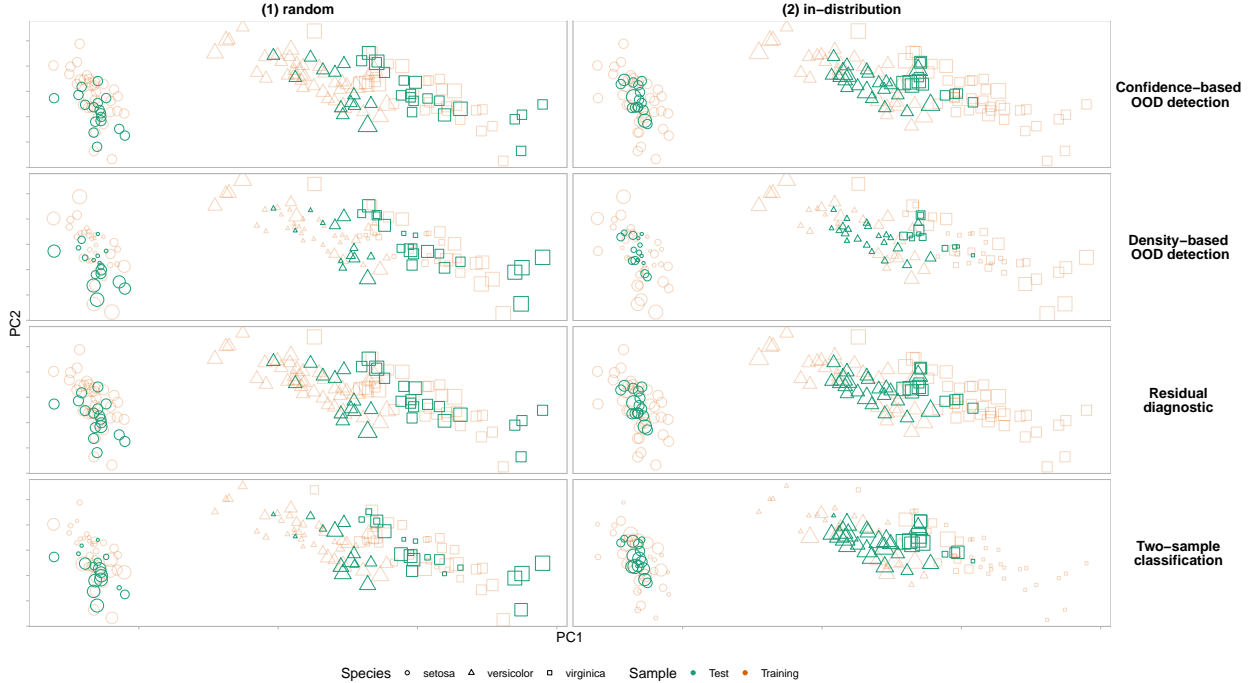 (1) random
(2) in−distribution
Confidence−based
OOD detection
Density−based
OOD detection
Residual
diagnostic
Two−sample
classification
PC2
PC1
Species setosa versicolor virginica Sample Test Training